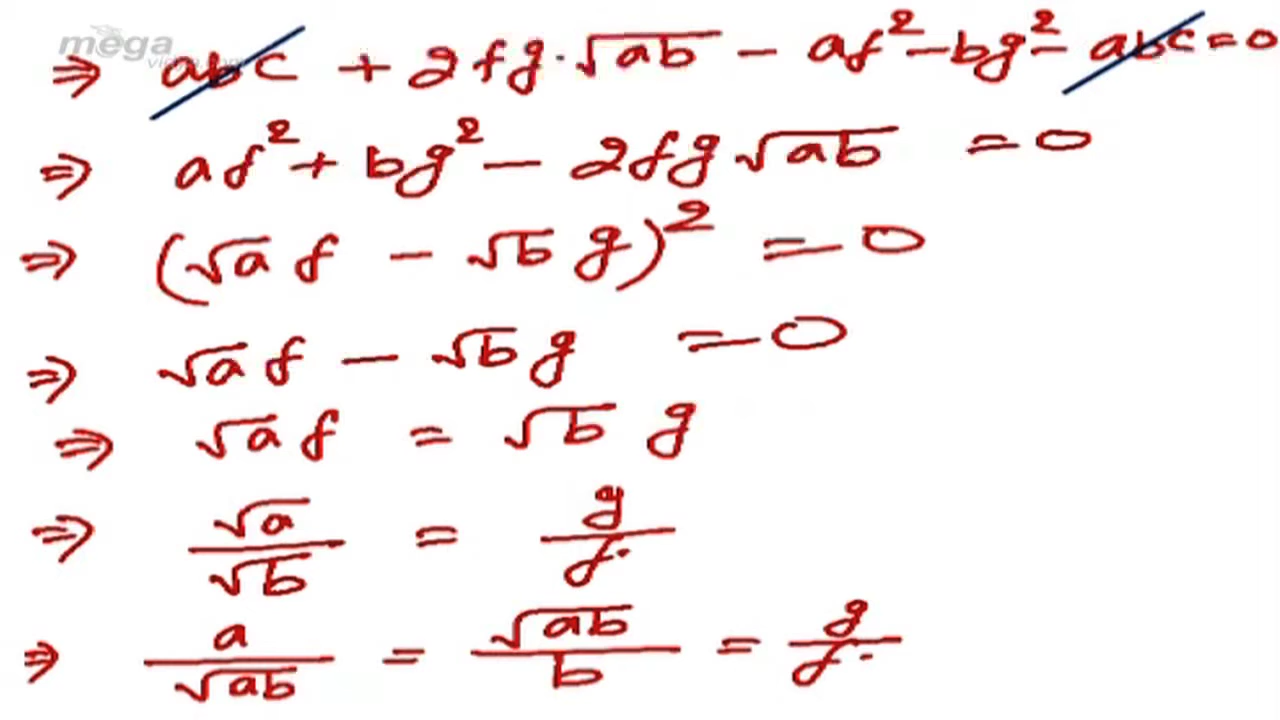 mega
⇒ abc + 2fg·√ab − af² − bg² − abc = 0
⇒ af² + bg² − 2fg√ab = 0
⇒ (√a f − √b g)² = 0
⇒ √a f − √b g = 0
⇒ √a f = √b g
⇒ √a/√b = g/f
⇒ a/√ab = √ab/b = g/f